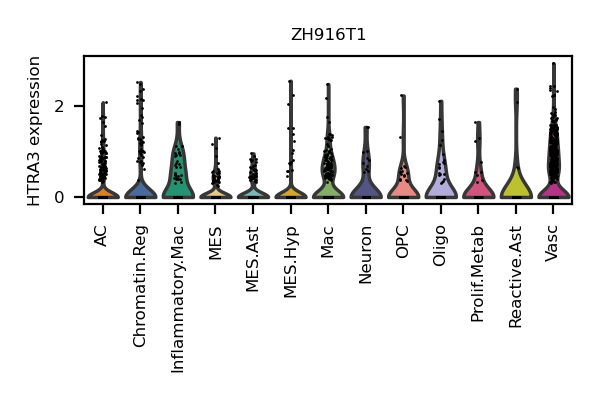 ZH916T1
HTRA3 expression
2
0
AC
Chromatin.Reg
Inflammatory.Mac
MES
MES.Ast
MES.Hyp
Mac
Neuron
OPC
Oligo
Prolif.Metab
Reactive.Ast
Vasc